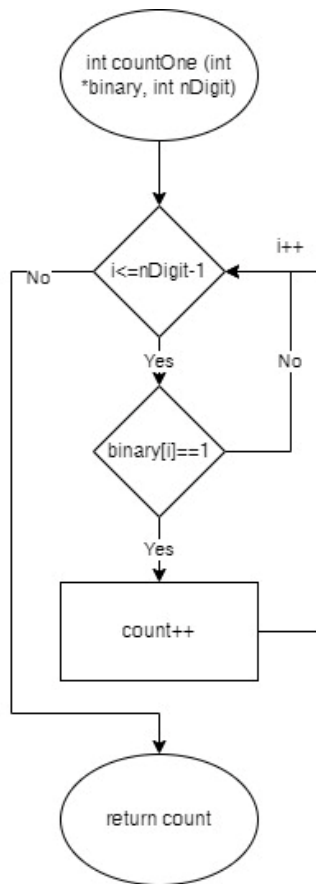 int countOne (int
*binary, int nDigit)
i<=nDigit-1
i++
No
No
Yes
binary[i]==1
Yes
count++
return count